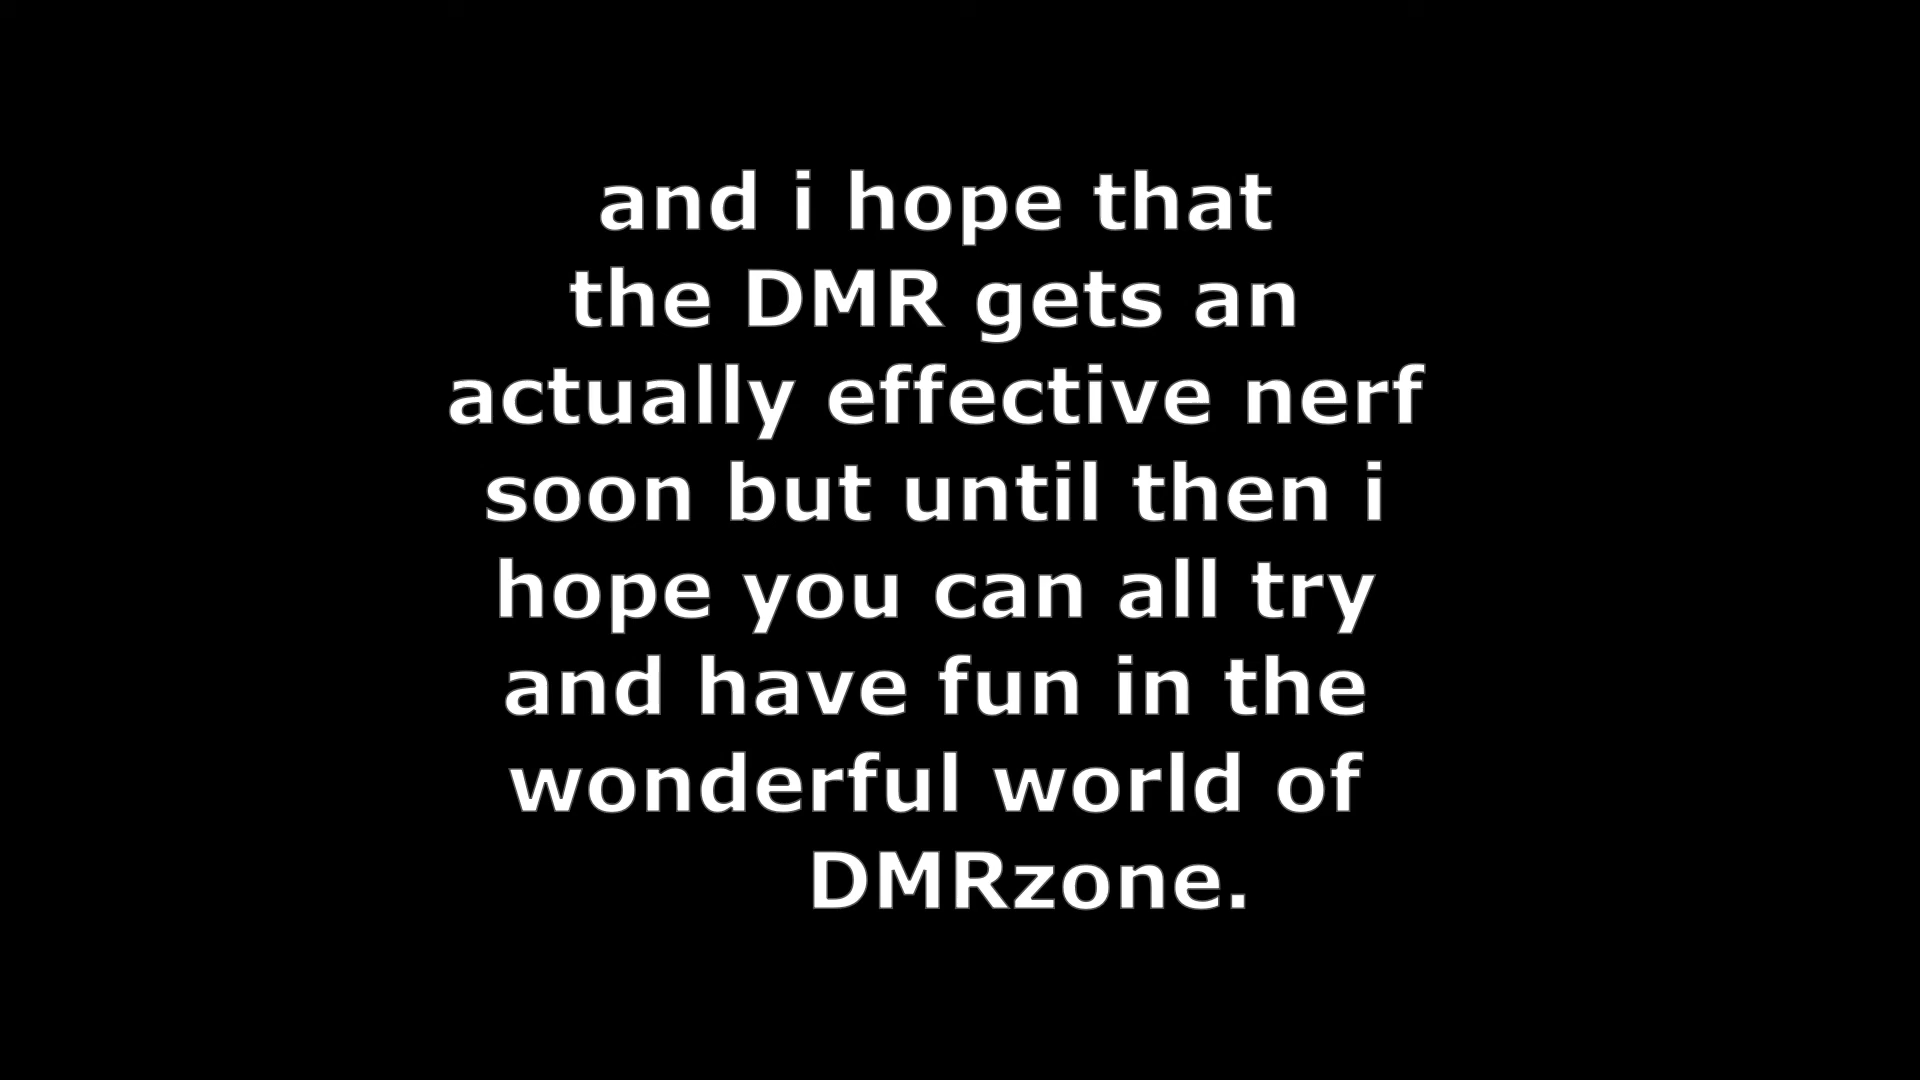 and i hope that
the DMR gets an
actually effective nerf
soon but until then i
hope you can all try
and have fun in the
wonderful world of
DMRzone.